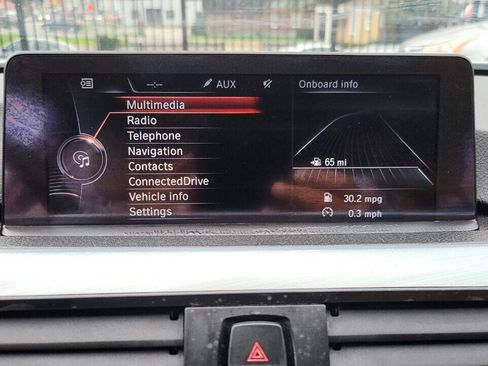 --:-- AUX Onboard info
Multimedia
Radio
Telephone
Navigation
Contacts
ConnectedDrive
Vehicle info
Settings
65 mi
30.2 mpg
0.3 mph